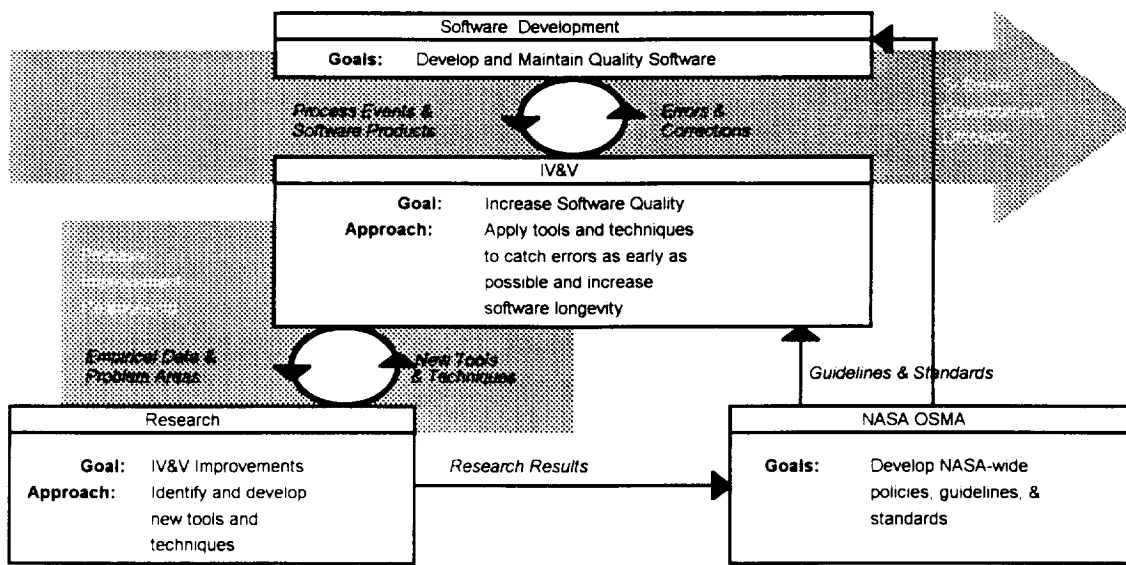 Software Development
Goals: Develop and Maintain Quality Software
Process Events &
Software Products
Errors &
Corrections
IV&V
Goal: Increase Software Quality
Approach: Apply tools and techniques
to catch errors as early as
possible and increase
software longevity
Empirical Data &
Problem Areas
New Tools
& Techniques
Guidelines & Standards
Research
Goal: IV&V Improvements
Approach: Identify and develop
new tools and
techniques
Research Results
NASA OSMA
Goals: Develop NASA-wide
policies, guidelines, &
standards